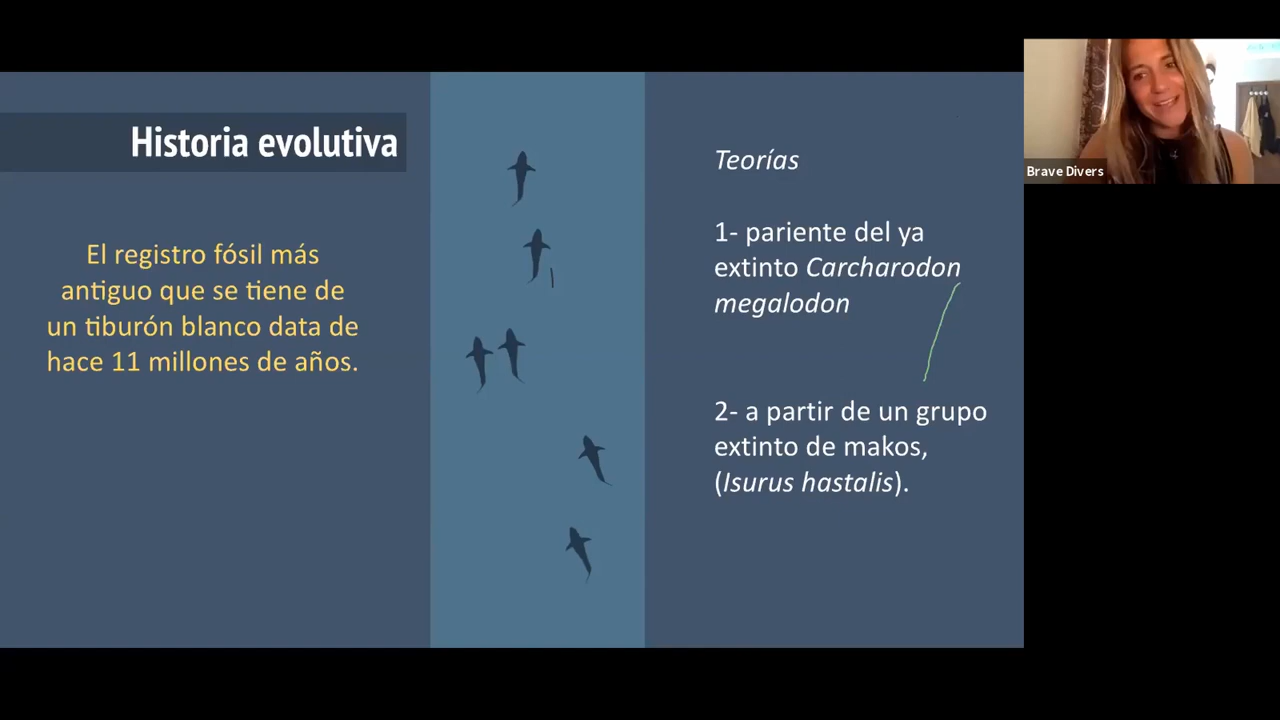 Historia evolutiva
El registro fósil más
antiguo que se tiene de
un tiburón blanco data de
hace 11 millones de años.
Teorías
1- pariente del ya
extinto Carcharodon
megalodon
2- a partir de un grupo
extinto de makos,
(Isurus hastalis).
Brave Divers